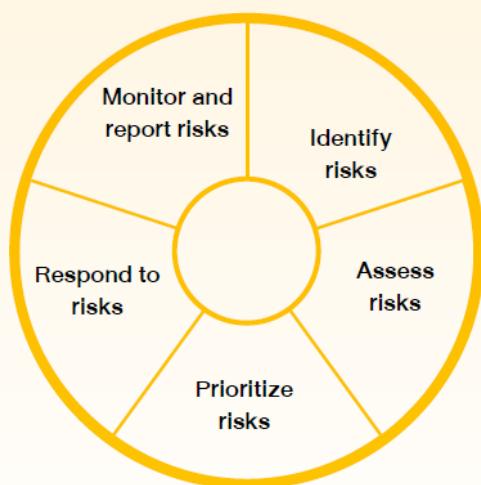 Monitor and
report risks
Identify
risks
Assess
risks
Prioritize
risks
Respond to
risks